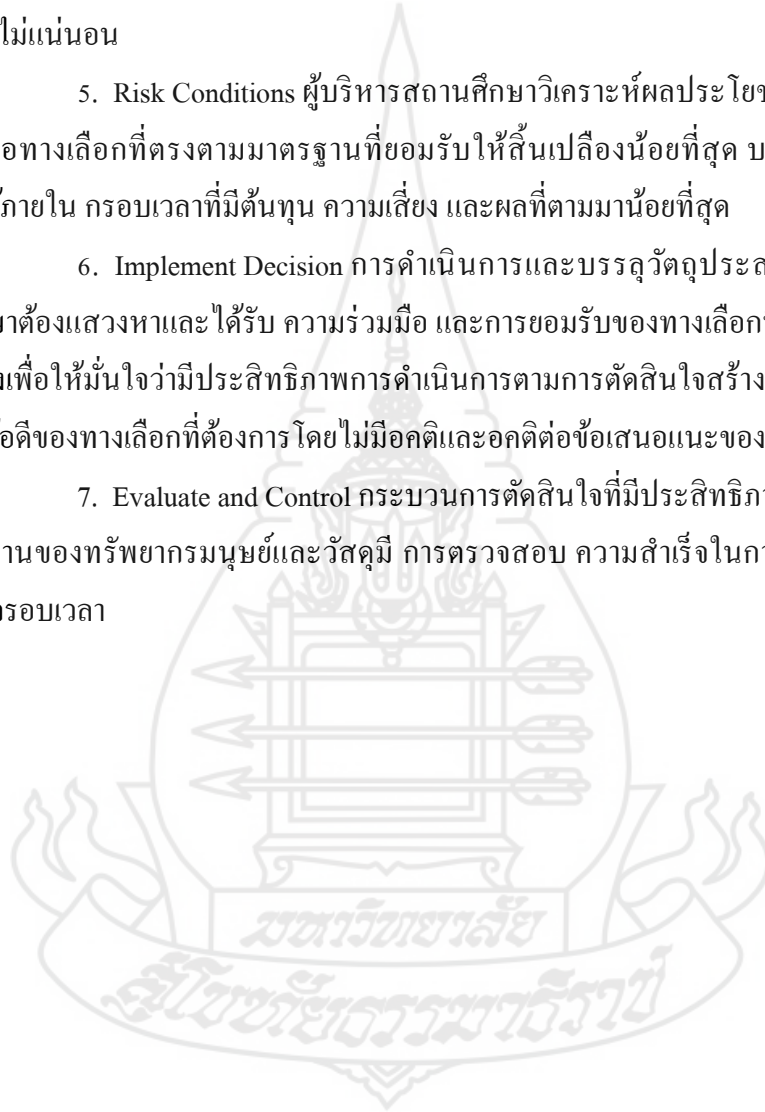 ไม่แน่นอน
5. Risk Conditions ผู้บริหารสถานศึกษาวิเคราะห์ผลประโยช
อทางเลือกที่ตรงตามมาตรฐานที่ยอมรับให้สิ้นเปลืองน้อยที่สุด บ
ภายใน กรอบเวลาที่มีต้นทุน ความเสี่ยง และผลที่ตามมาน้อยที่สุด
6. Implement Decision การดำเนินการและบรรลุวัตถุประส
าต้องแสวงหาและได้รับ ความร่วมมือ และการยอมรับของทางเลือก
งเพื่อให้มั่นใจว่ามีประสิทธิภาพการดำเนินการตามการตัดสินใจสร้าง
อดีของทางเลือกที่ต้องการโดยไม่มีอคติและอคติต่อข้อเสนอแนะของ
7. Evaluate and Control กระบวนการตัดสินใจที่มีประสิทธิภา
านของทรัพยากรมนุษย์และวัสดุมี การตรวจสอบ ความสำเร็จในกา
รอบเวลา
มหาวิทยาลัย
สุโขทัยธรรมาธิราช